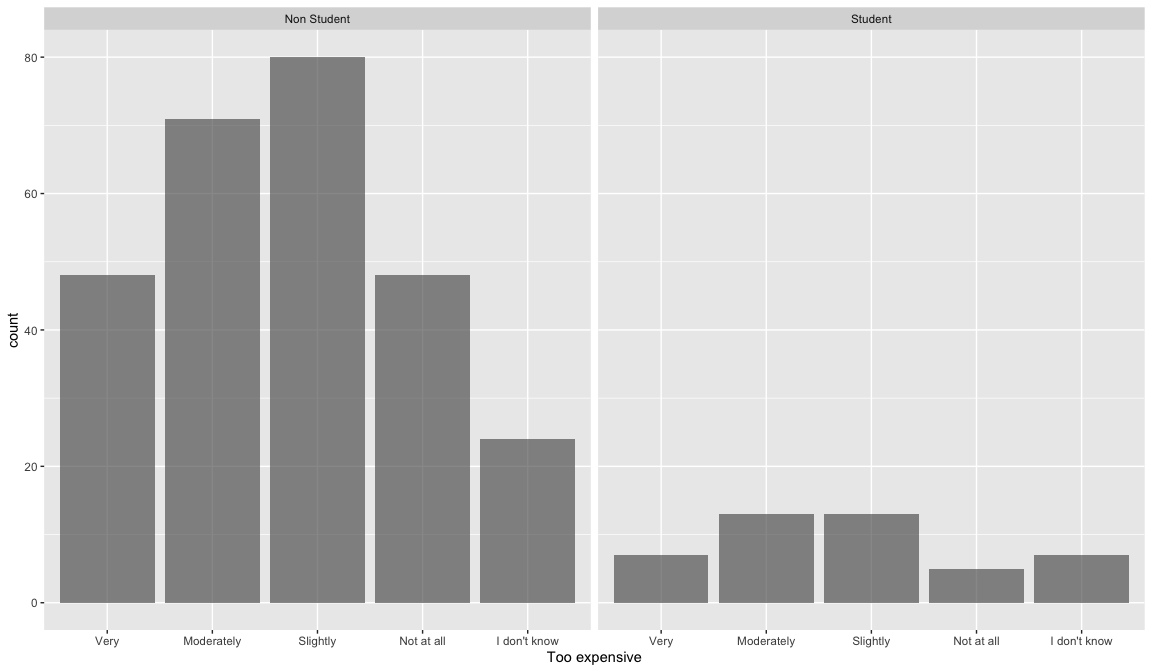 Non Student
Student
count
80
60
40
20
0
Very Moderately Slightly Not at all I don't know
Very Moderately Slightly Not at all I don't know
Too expensive